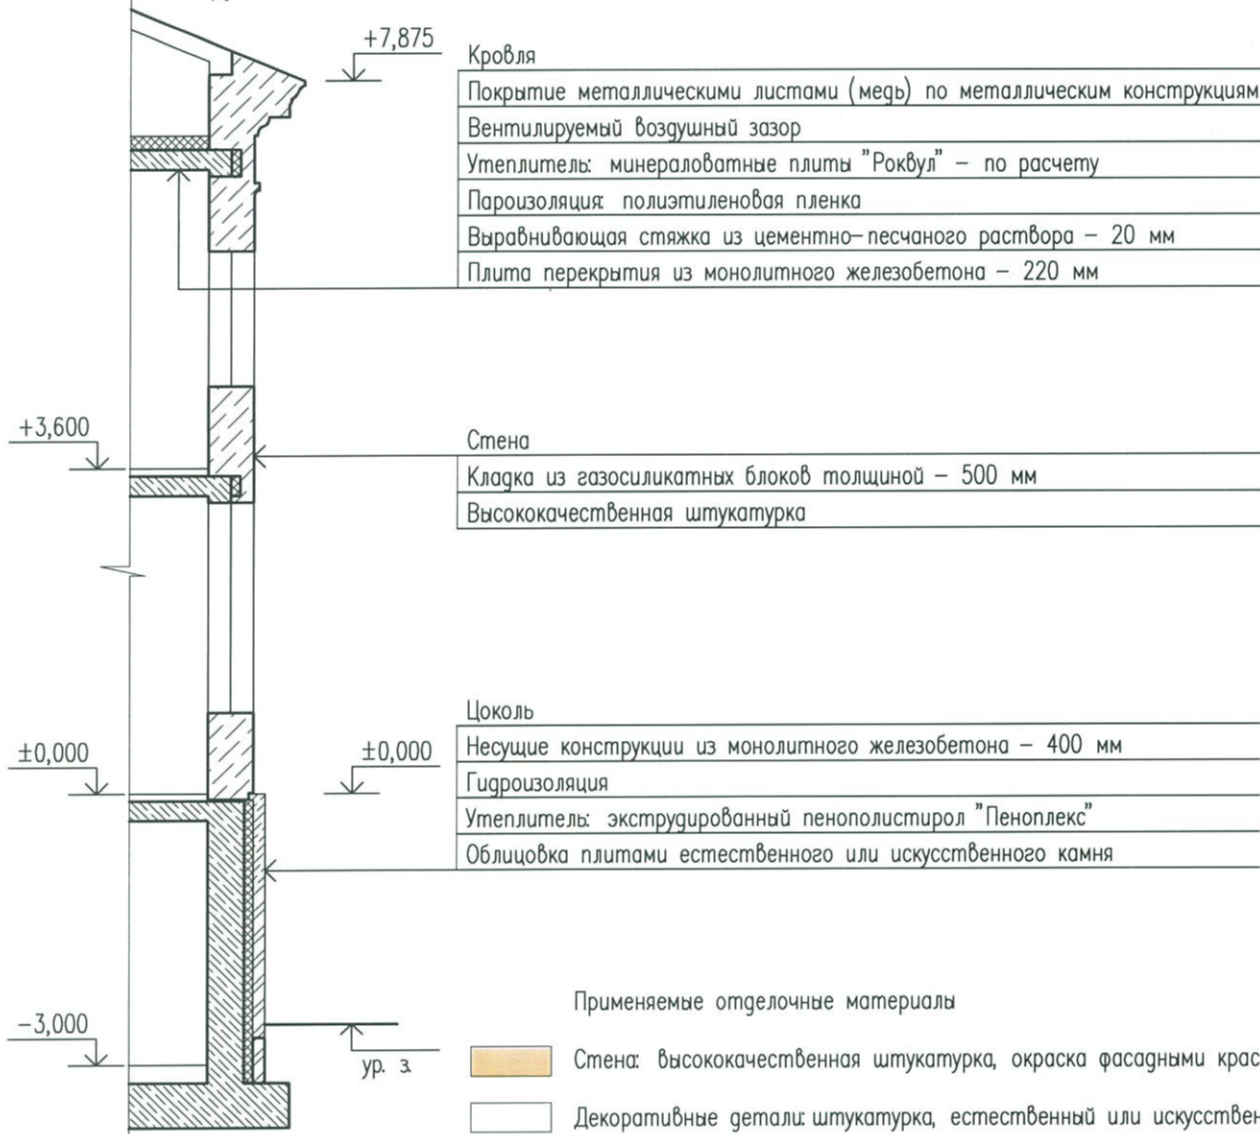 +7,875
Кровля
Покрытие металлическими листами (медь) по металлическим конструкциям
Вентилируемый воздушный зазор
Утеплитель: минераловатные плиты "Роквул" – по расчету
Пароизоляция: полиэтиленовая пленка
Выравнивающая стяжка из цементно-песчаного раствора – 20 мм
Плита перекрытия из монолитного железобетона – 220 мм
+3,600
Стена
Кладка из газосиликатных блоков толщиной – 500 мм
Высококачественная штукатурка
Цоколь
±0,000
±0,000
Несущие конструкции из монолитного железобетона – 400 мм
Гидроизоляция
Утеплитель: экструдированный пенополистирол "Пеноплекс"
Облицовка плитами естественного или искусственного камня
Применяемые отделочные материалы
-3,000
ур. з.
Стена: высококачественная штукатурка, окраска фасадными крас
Декоративные детали: штукатурка, естественный или искусствен